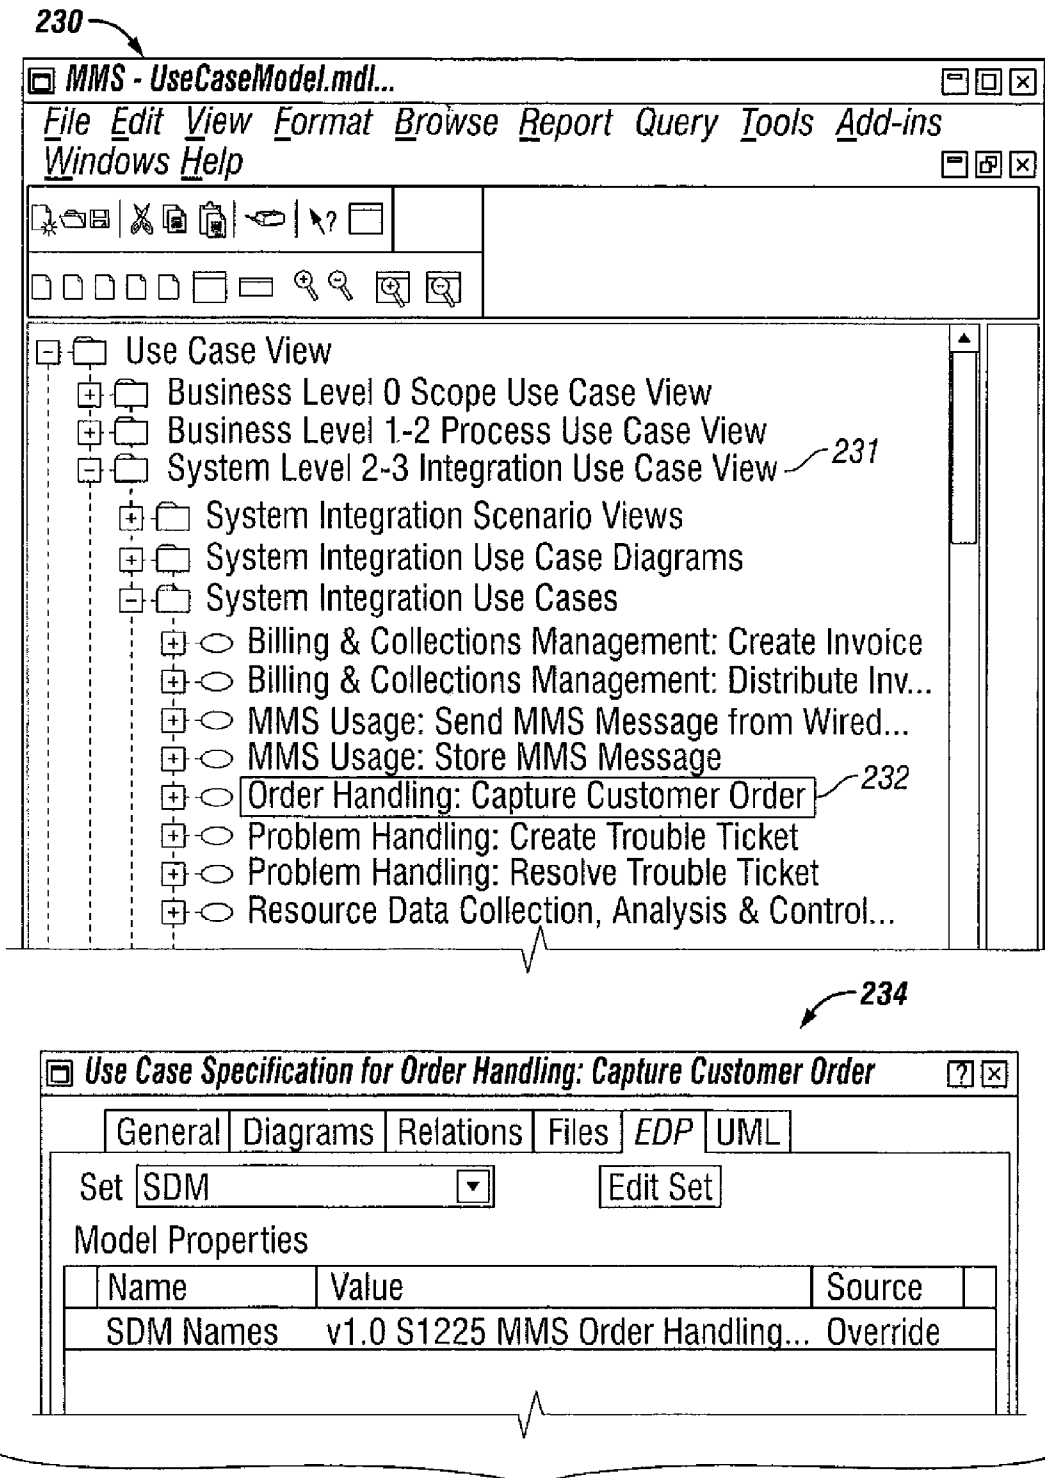 230
MMS - UseCaseModel.mdl...
File Edit View Format Browse Report Query Tools Add-ins
Windows Help
Use Case View
Business Level 0 Scope Use Case View
Business Level 1-2 Process Use Case View
System Level 2-3 Integration Use Case View 231
System Integration Scenario Views
System Integration Use Case Diagrams
System Integration Use Cases
Billing & Collections Management: Create Invoice
Billing & Collections Management: Distribute Inv...
MMS Usage: Send MMS Message from Wired...
MMS Usage: Store MMS Message
Order Handling: Capture Customer Order 232
Problem Handling: Create Trouble Ticket
Problem Handling: Resolve Trouble Ticket
Resource Data Collection, Analysis & Control...
234
Use Case Specification for Order Handling: Capture Customer Order
General Diagrams Relations Files EDP UML
Set SDM Edit Set
Model Properties
Name Value Source
SDM Names v1.0 S1225 MMS Order Handling... Override